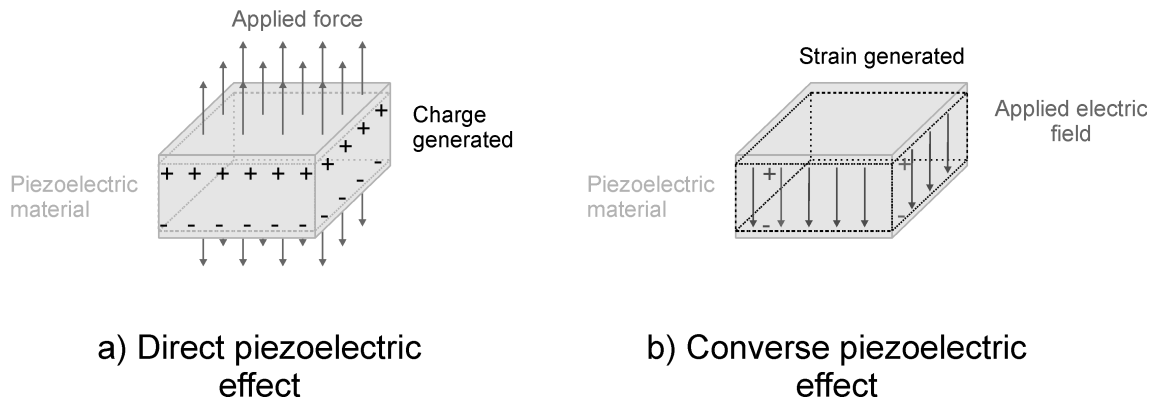 Applied force
Charge
generated
Piezoelectric
material
+ + + + + + + + + +
- - - - - - - - - -
a) Direct piezoelectric
effect
Strain generated
Applied electric
field
Piezoelectric
material
+ +
- -
b) Converse piezoelectric
effect